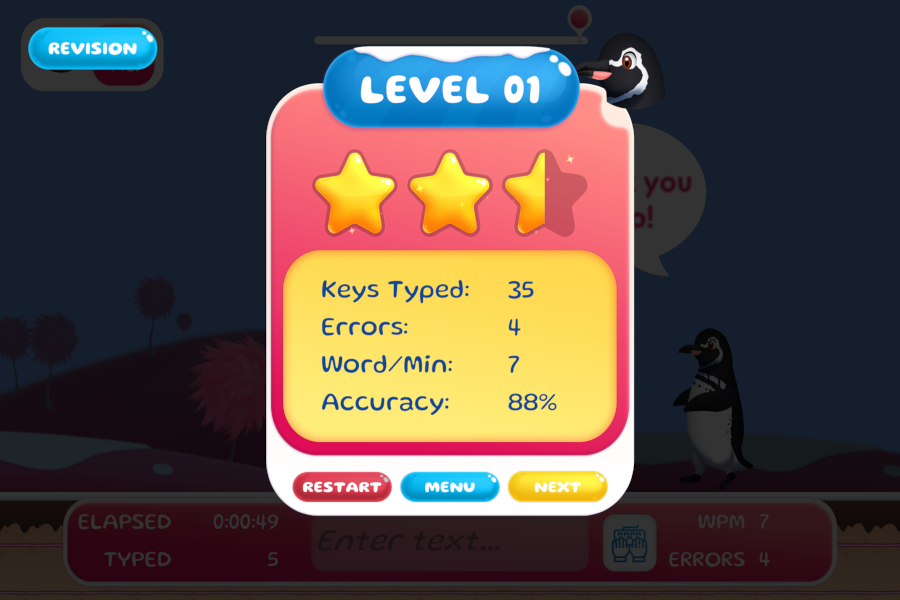 REVISION
LEVEL 01
you
o!
Keys Typed: 35
Errors: 4
Word/Min: 7
Accuracy: 88%
RESTART MENU NEXT
ELAPSED 0:00:49
TYPED 5
Enter text...
WPM 7
ERRORS 4